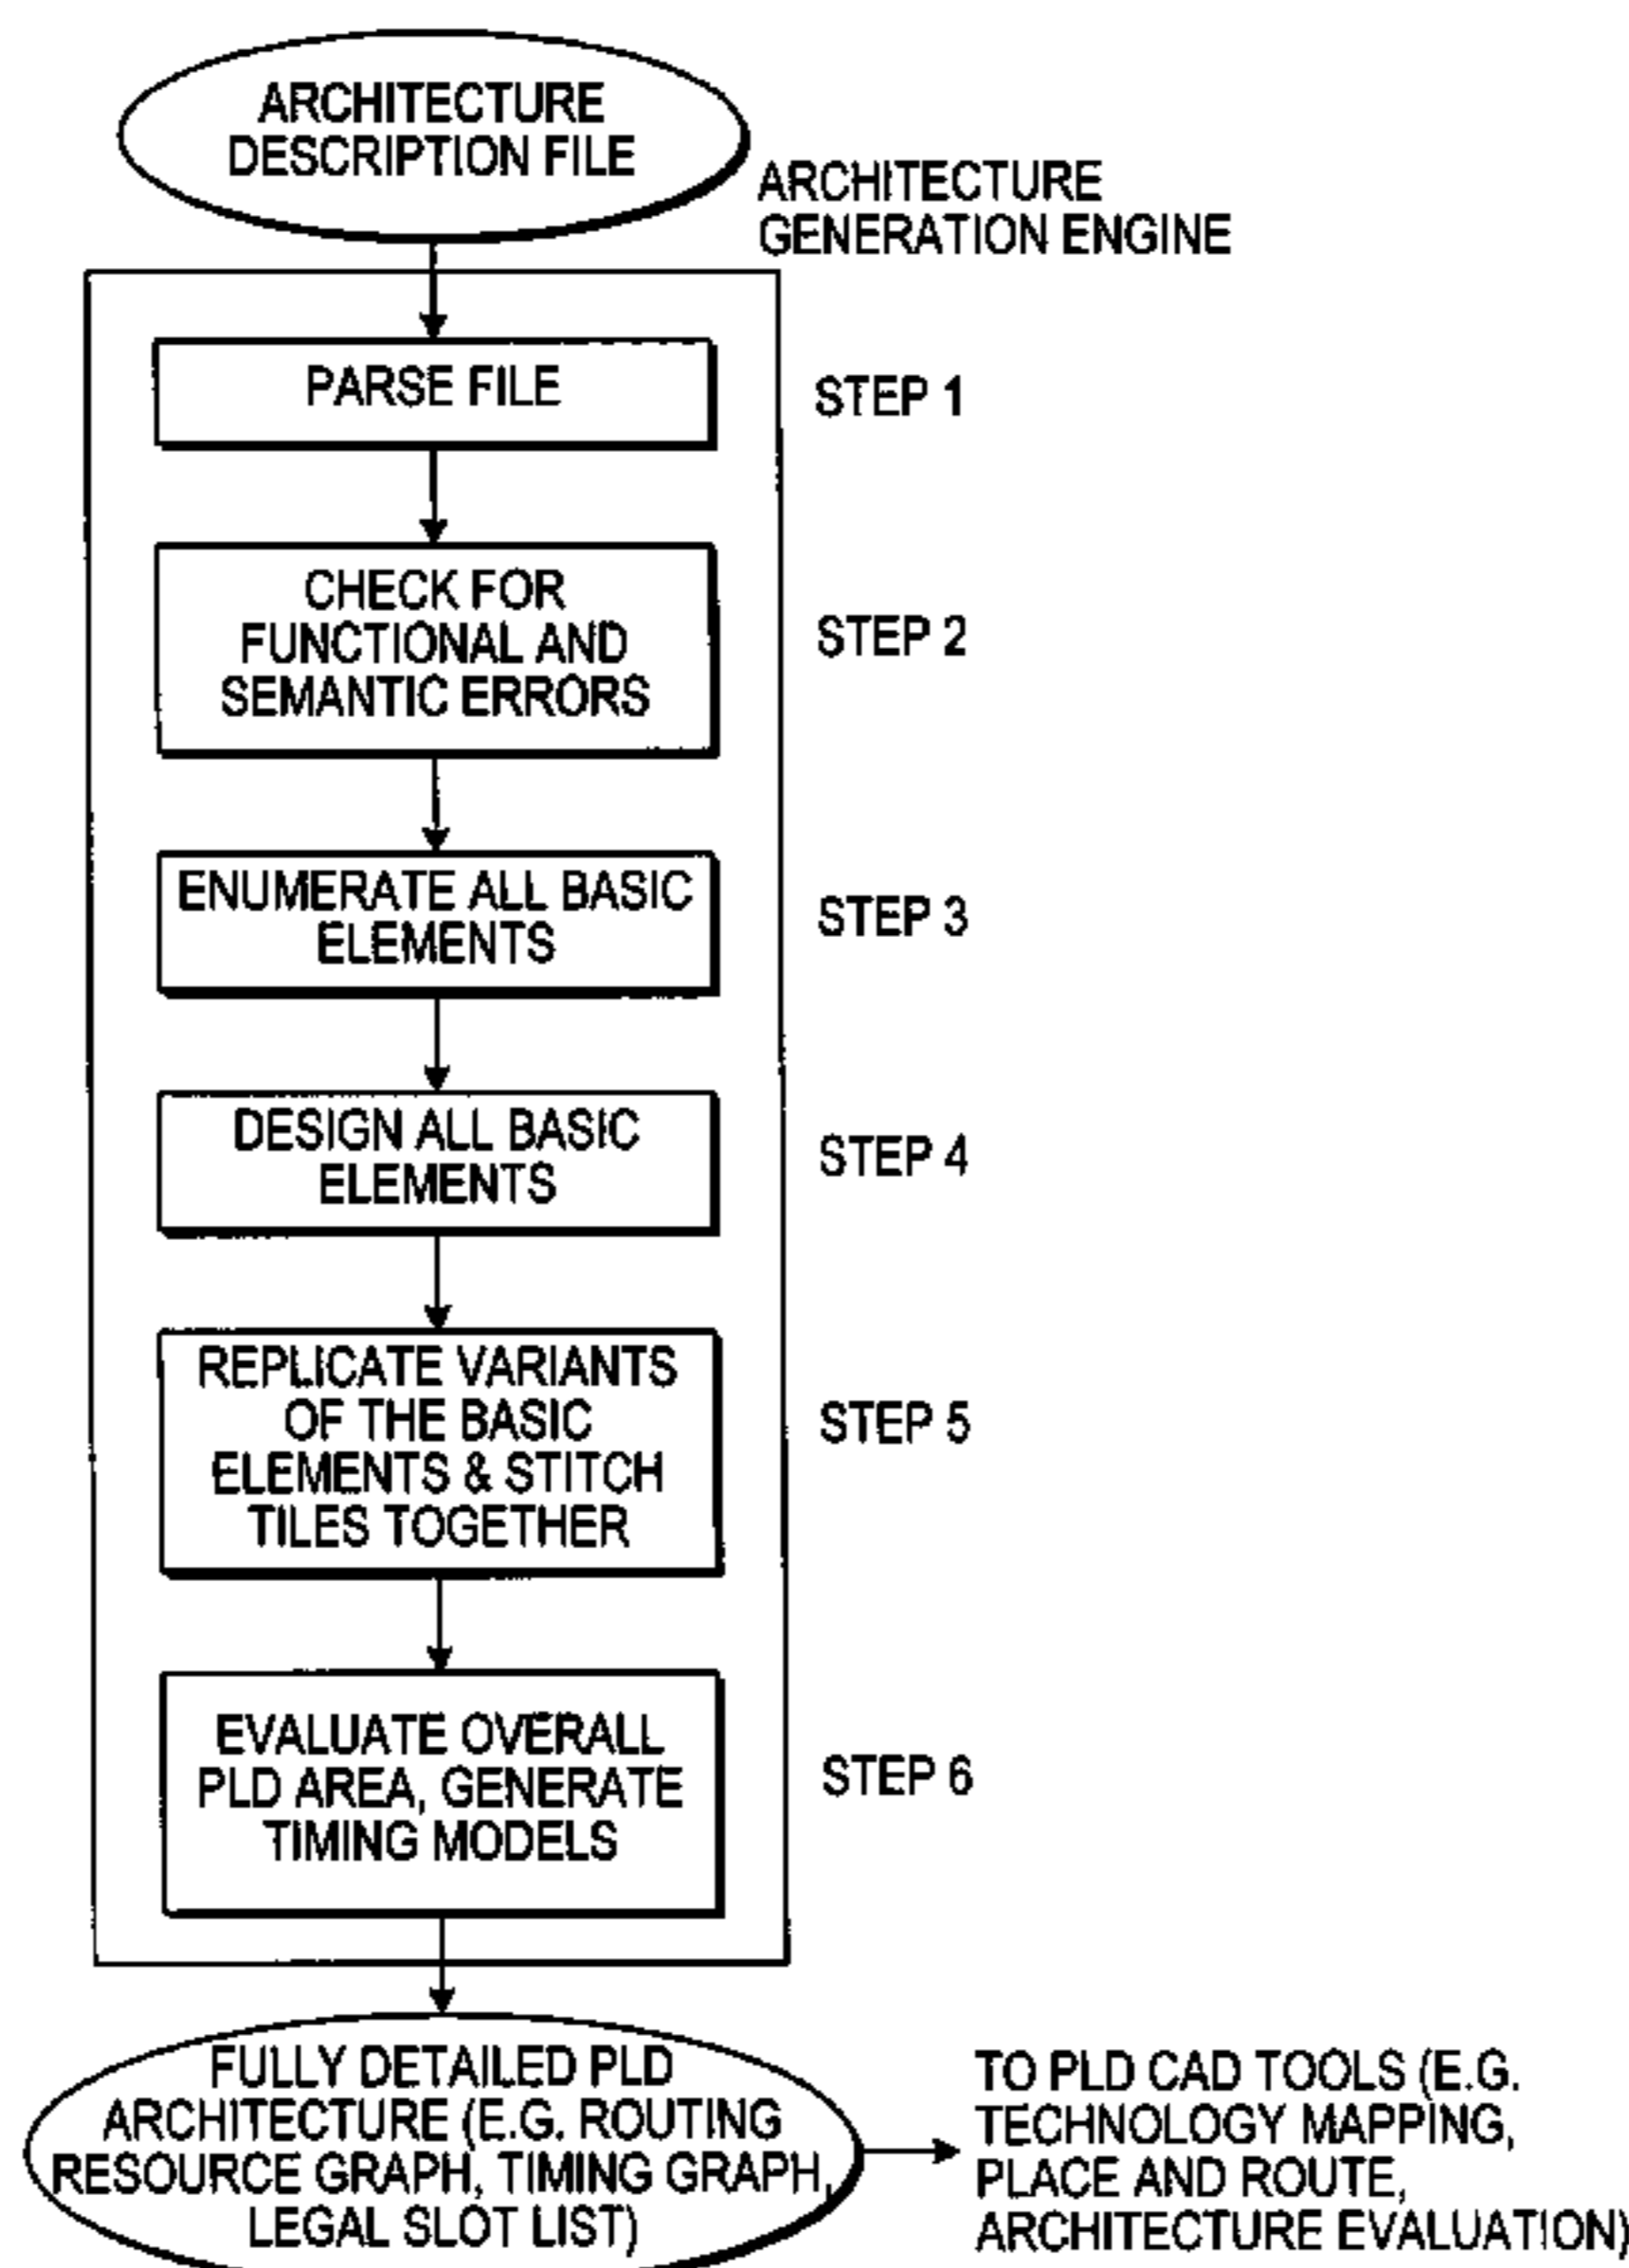 ARCHITECTURE
DESCRIPTION FILE
ARCHITECTURE
GENERATION ENGINE
PARSE FILE
STEP 1
CHECK FOR
FUNCTIONAL AND
SEMANTIC ERRORS
STEP 2
ENUMERATE ALL BASIC
ELEMENTS
STEP 3
DESIGN ALL BASIC
ELEMENTS
STEP 4
REPLICATE VARIANTS
OF THE BASIC
ELEMENTS & STITCH
TILES TOGETHER
STEP 5
EVALUATE OVERALL
PLD AREA, GENERATE
TIMING MODELS
STEP 6
FULLY DETAILED PLD
ARCHITECTURE (E.G. ROUTING
RESOURCE GRAPH, TIMING GRAPH,
LEGAL SLOT LIST)
TO PLD CAD TOOLS (E.G.
TECHNOLOGY MAPPING,
PLACE AND ROUTE,
ARCHITECTURE EVALUATION)